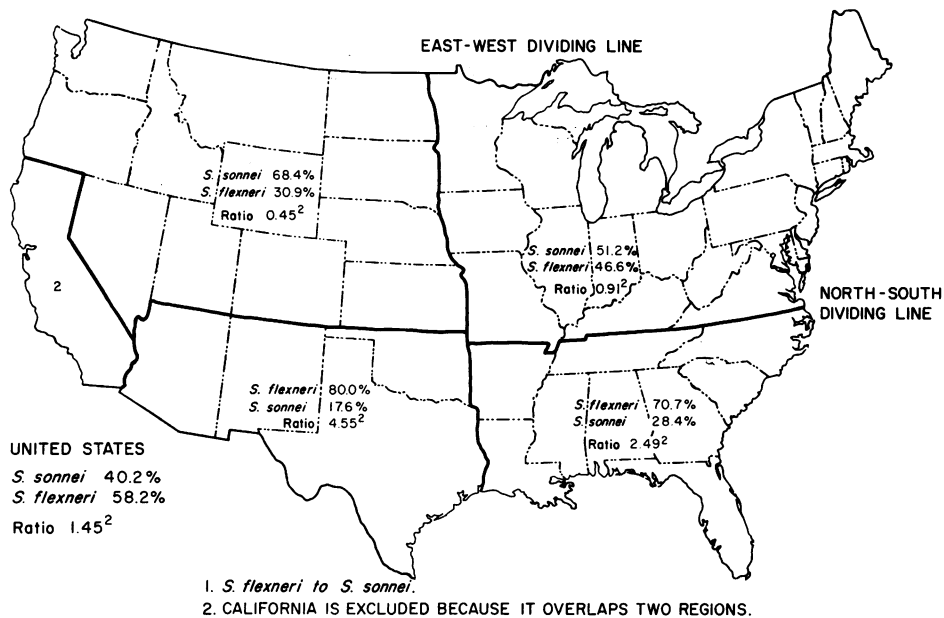 EAST-WEST DIVIDING LINE
S. sonnei 68.4%
S. flexneri 30.9%
Ratio 0.45²
S. sonnei 51.2%
S. flexneri 46.6%
Ratio 0.91²
2
NORTH-SOUTH
DIVIDING LINE
S. flexneri 80.0%
S. sonnei 17.6%
Ratio 4.55²
S. flexneri 70.7%
S. sonnei 28.4%
Ratio 2.49²
UNITED STATES
S. sonnei 40.2%
S. flexneri 58.2%
Ratio 1.45²
1. S. flexneri to S. sonnei.
2. CALIFORNIA IS EXCLUDED BECAUSE IT OVERLAPS TWO REGIONS.